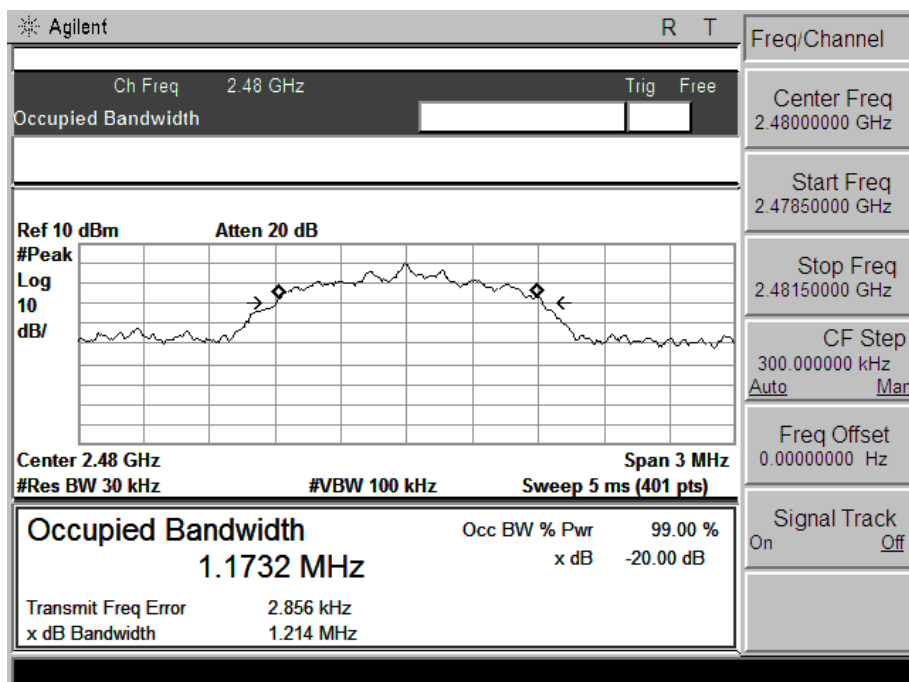 Agilent R T
Ch Freq 2.48 GHz Trig Free
Occupied Bandwidth
Ref 10 dBm Atten 20 dB
#Peak
Log
10
dB/
Center 2.48 GHz Span 3 MHz
#Res BW 30 kHz #VBW 100 kHz Sweep 5 ms (401 pts)
Occupied Bandwidth Occ BW % Pwr 99.00 %
1.1732 MHz x dB -20.00 dB
Transmit Freq Error 2.856 kHz
x dB Bandwidth 1.214 MHz
Freq/Channel
Center Freq
2.48000000 GHz
Start Freq
2.47850000 GHz
Stop Freq
2.48150000 GHz
CF Step
300.000000 kHz
Auto Man
Freq Offset
0.00000000 Hz
Signal Track
On Off